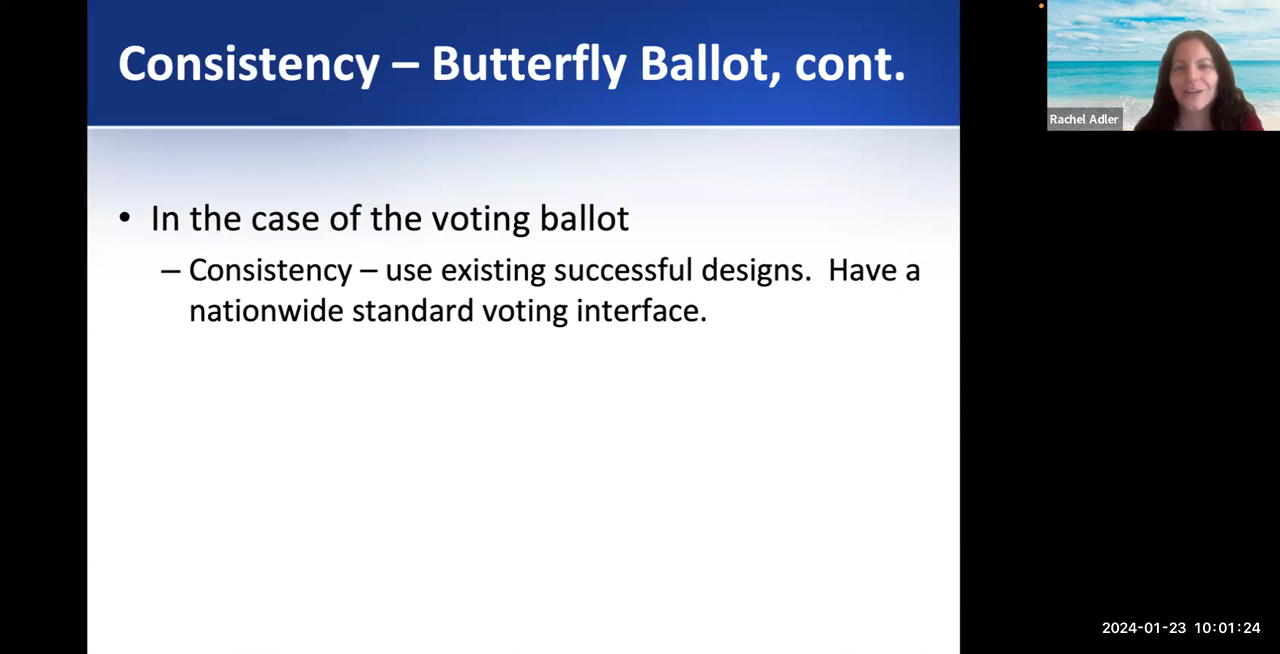 Consistency – Butterfly Ballot, cont.
Rachel Adler
• In the case of the voting ballot
– Consistency – use existing successful designs.  Have a
nationwide standard voting interface.
2024-01-23 10:01:24